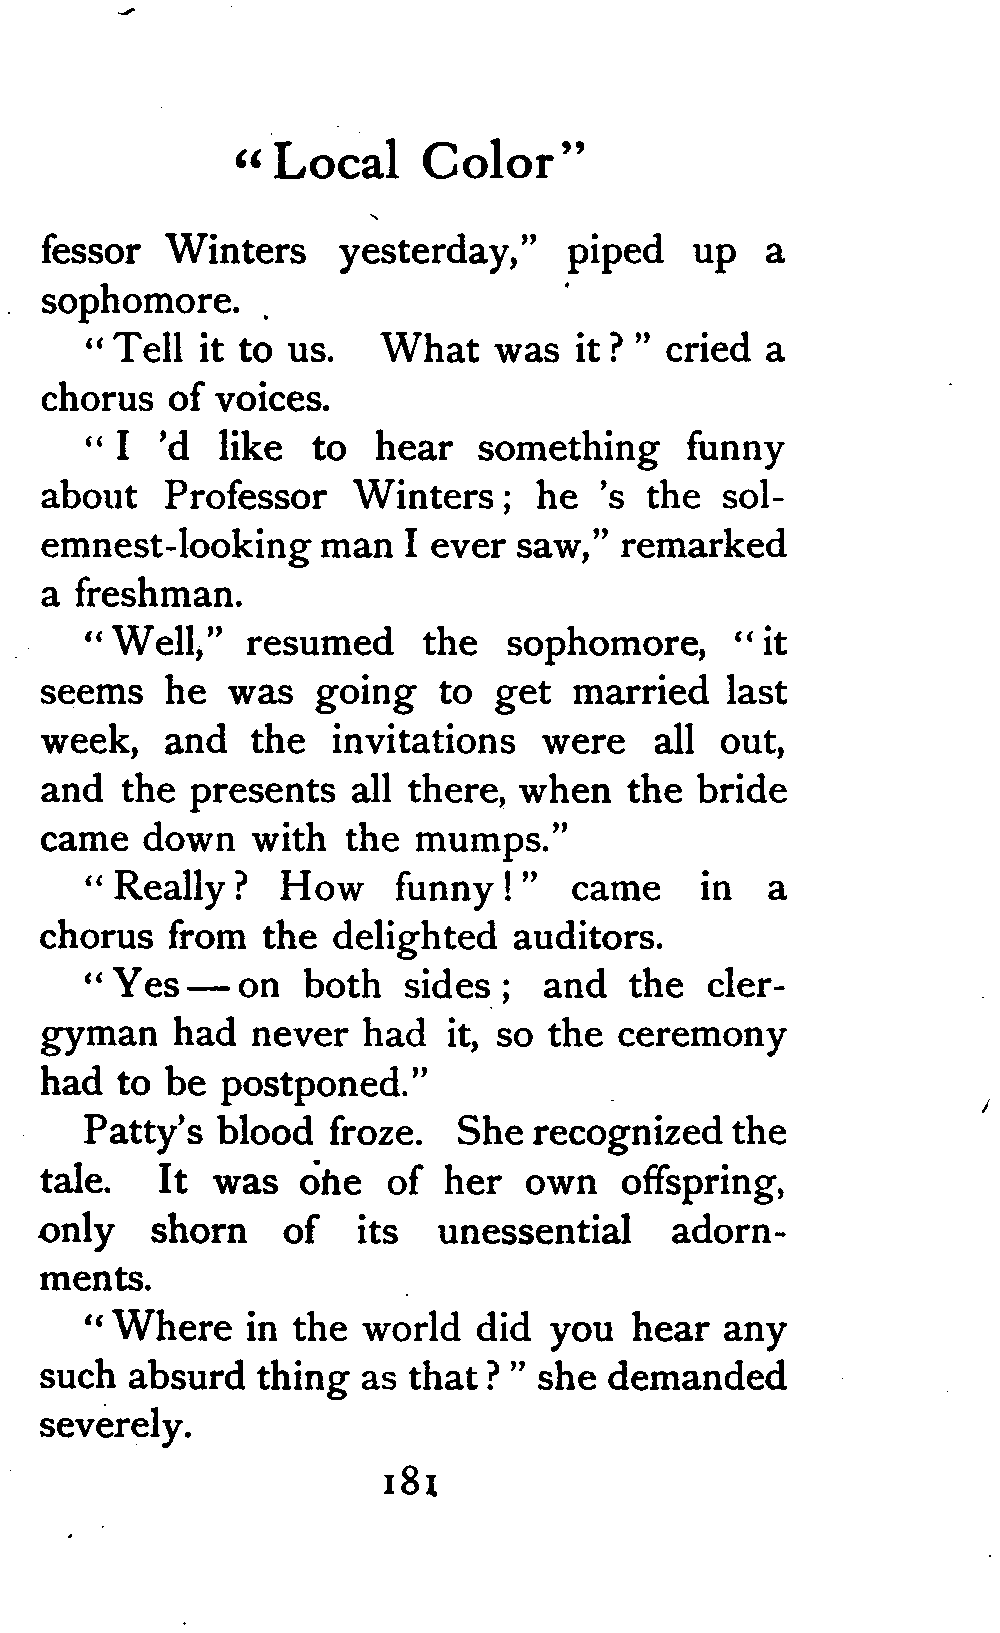 “Local Color”
fessor Winters yesterday,” piped up a
sophomore.
“Tell it to us. What was it?” cried a
chorus of voices.
“I ’d like to hear something funny
about Professor Winters; he ’s the sol-
emnest-looking man I ever saw,” remarked
a freshman.
“Well,” resumed the sophomore, “it
seems he was going to get married last
week, and the invitations were all out,
and the presents all there, when the bride
came down with the mumps.”
“Really? How funny!” came in a
chorus from the delighted auditors.
“Yes—on both sides; and the cler-
gyman had never had it, so the ceremony
had to be postponed.”
Patty’s blood froze. She recognized the
tale. It was one of her own offspring,
only shorn of its unessential adorn-
ments.
“Where in the world did you hear any
such absurd thing as that?” she demanded
severely.
181